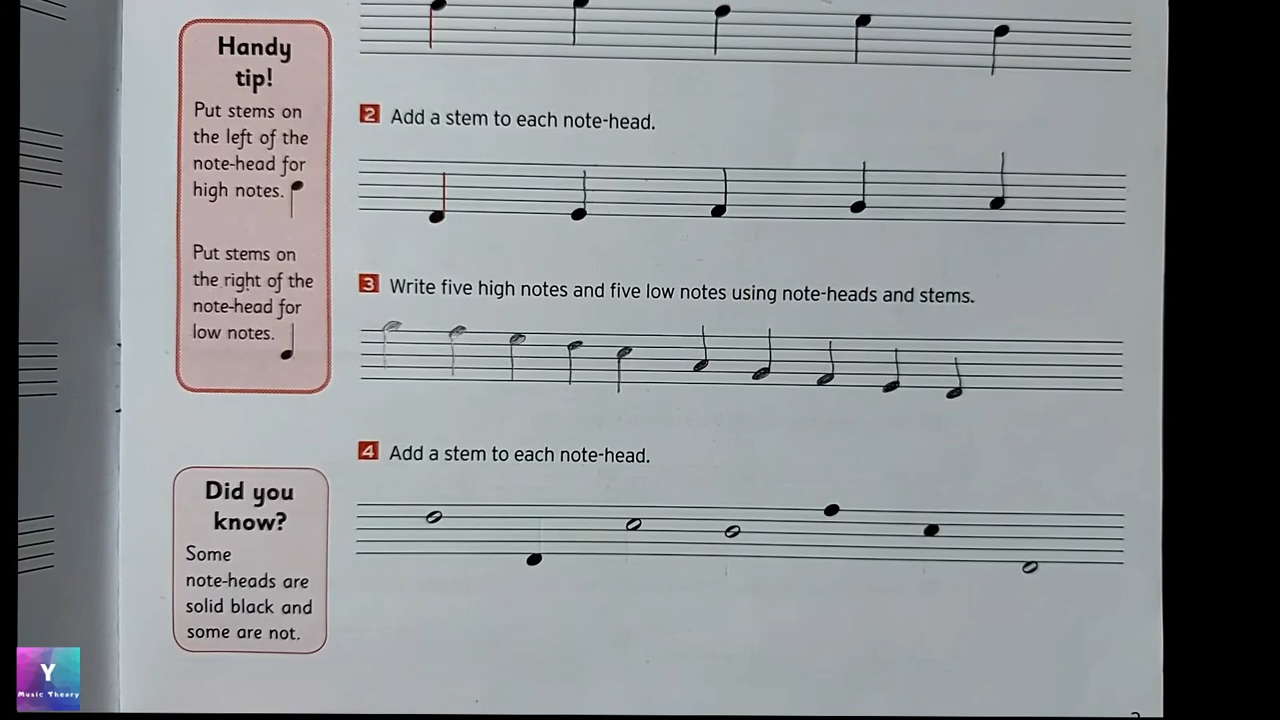 Handy
tip!
Put stems on
the left of the
note-head for
high notes.
Put stems on
the right of the
note-head for
low notes.
2 Add a stem to each note-head.
3 Write five high notes and five low notes using note-heads and stems.
4 Add a stem to each note-head.
Did you
know?
Some
note-heads are
solid black and
some are not.
Y
Music Theory